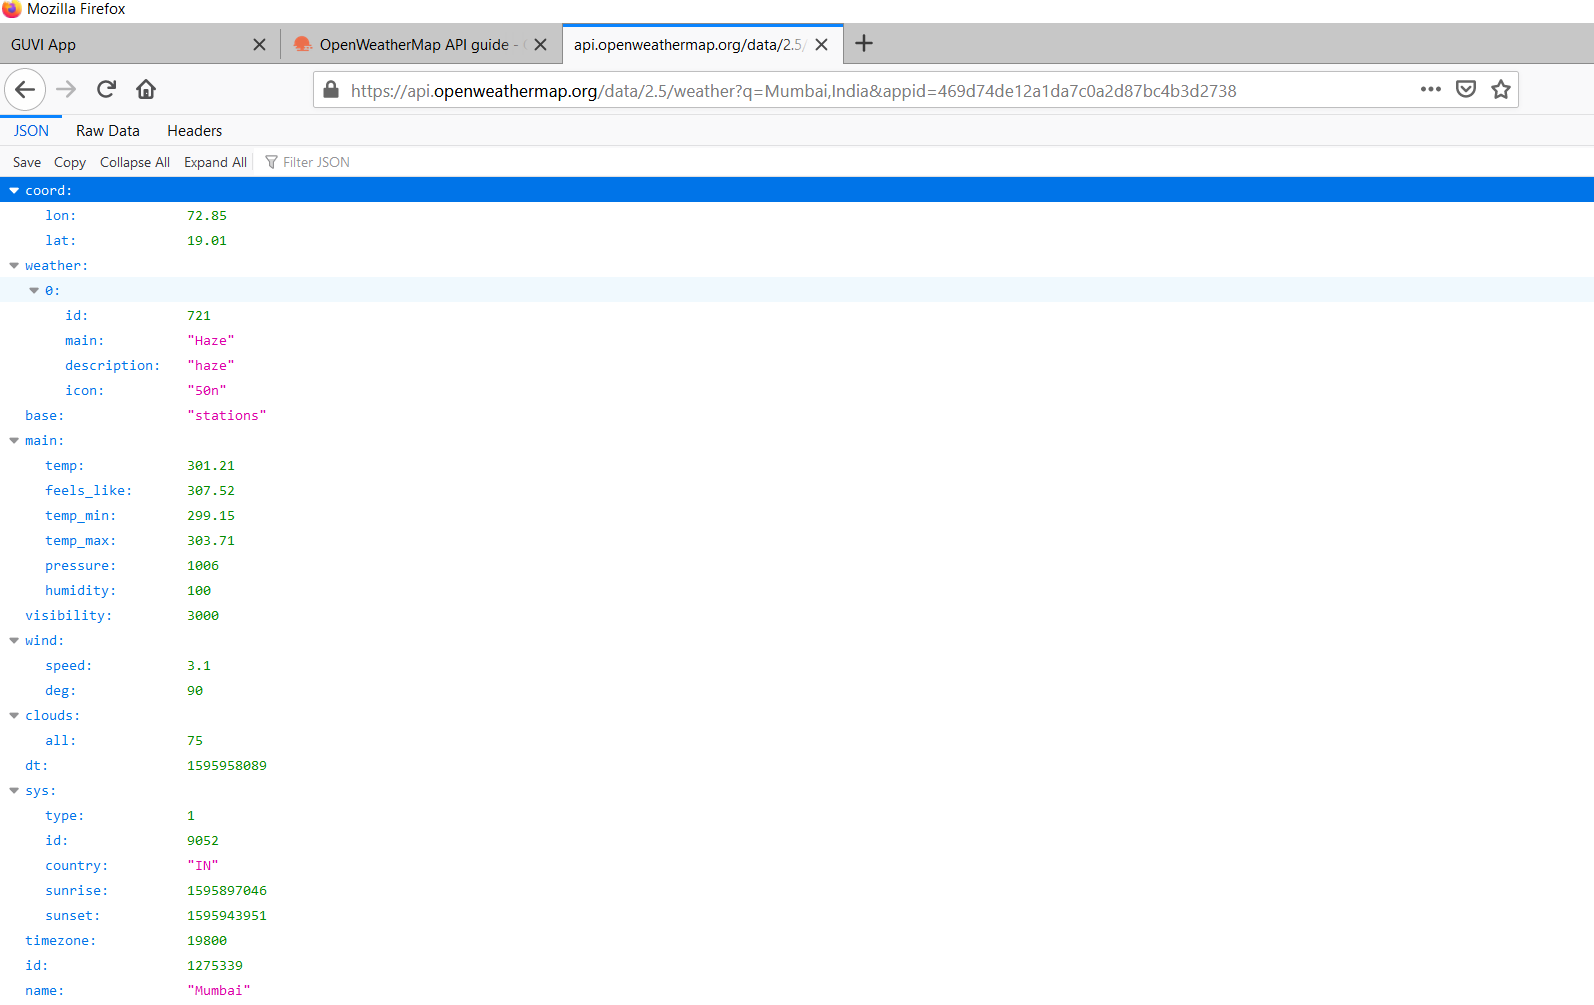 Mozilla Firefox
GUVI App
OpenWeatherMap API guide -
api.openweathermap.org/data/2.5/
https://api.openweathermap.org/data/2.5/weather?q=Mumbai,India&appid=469d74de12a1da7c0a2d87bc4b3d2738
JSON Raw Data Headers
Save Copy Collapse All Expand All Filter JSON
coord:
lon: 72.85
lat: 19.01
weather:
0:
id: 721
main: "Haze"
description: "haze"
icon: "50n"
base: "stations"
main:
temp: 301.21
feels_like: 307.52
temp_min: 299.15
temp_max: 303.71
pressure: 1006
humidity: 100
visibility: 3000
wind:
speed: 3.1
deg: 90
clouds:
all: 75
dt: 1595958089
sys:
type: 1
id: 9052
country: "IN"
sunrise: 1595897046
sunset: 1595943951
timezone: 19800
id: 1275339
name: "Mumbai"